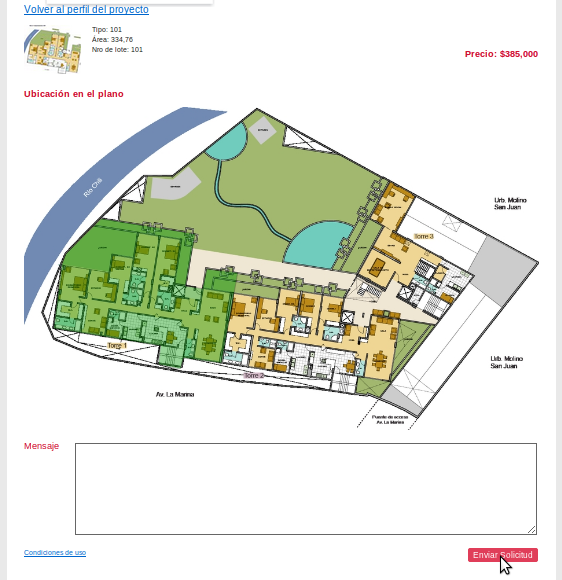 Volver al perfil del proyecto
Tipo: 101
Área: 334,76
Nro de lote: 101
Precio: $385,000
Ubicación en el plano
Río Chili
Urb. Molino
San Juan
Torre 3
Urb. Molino
San Juan
Torre 1
Torre 2
Av. La Marina
Puente de acceso
Av. La Marina
Mensaje
Condiciones de uso
Enviar Solicitud